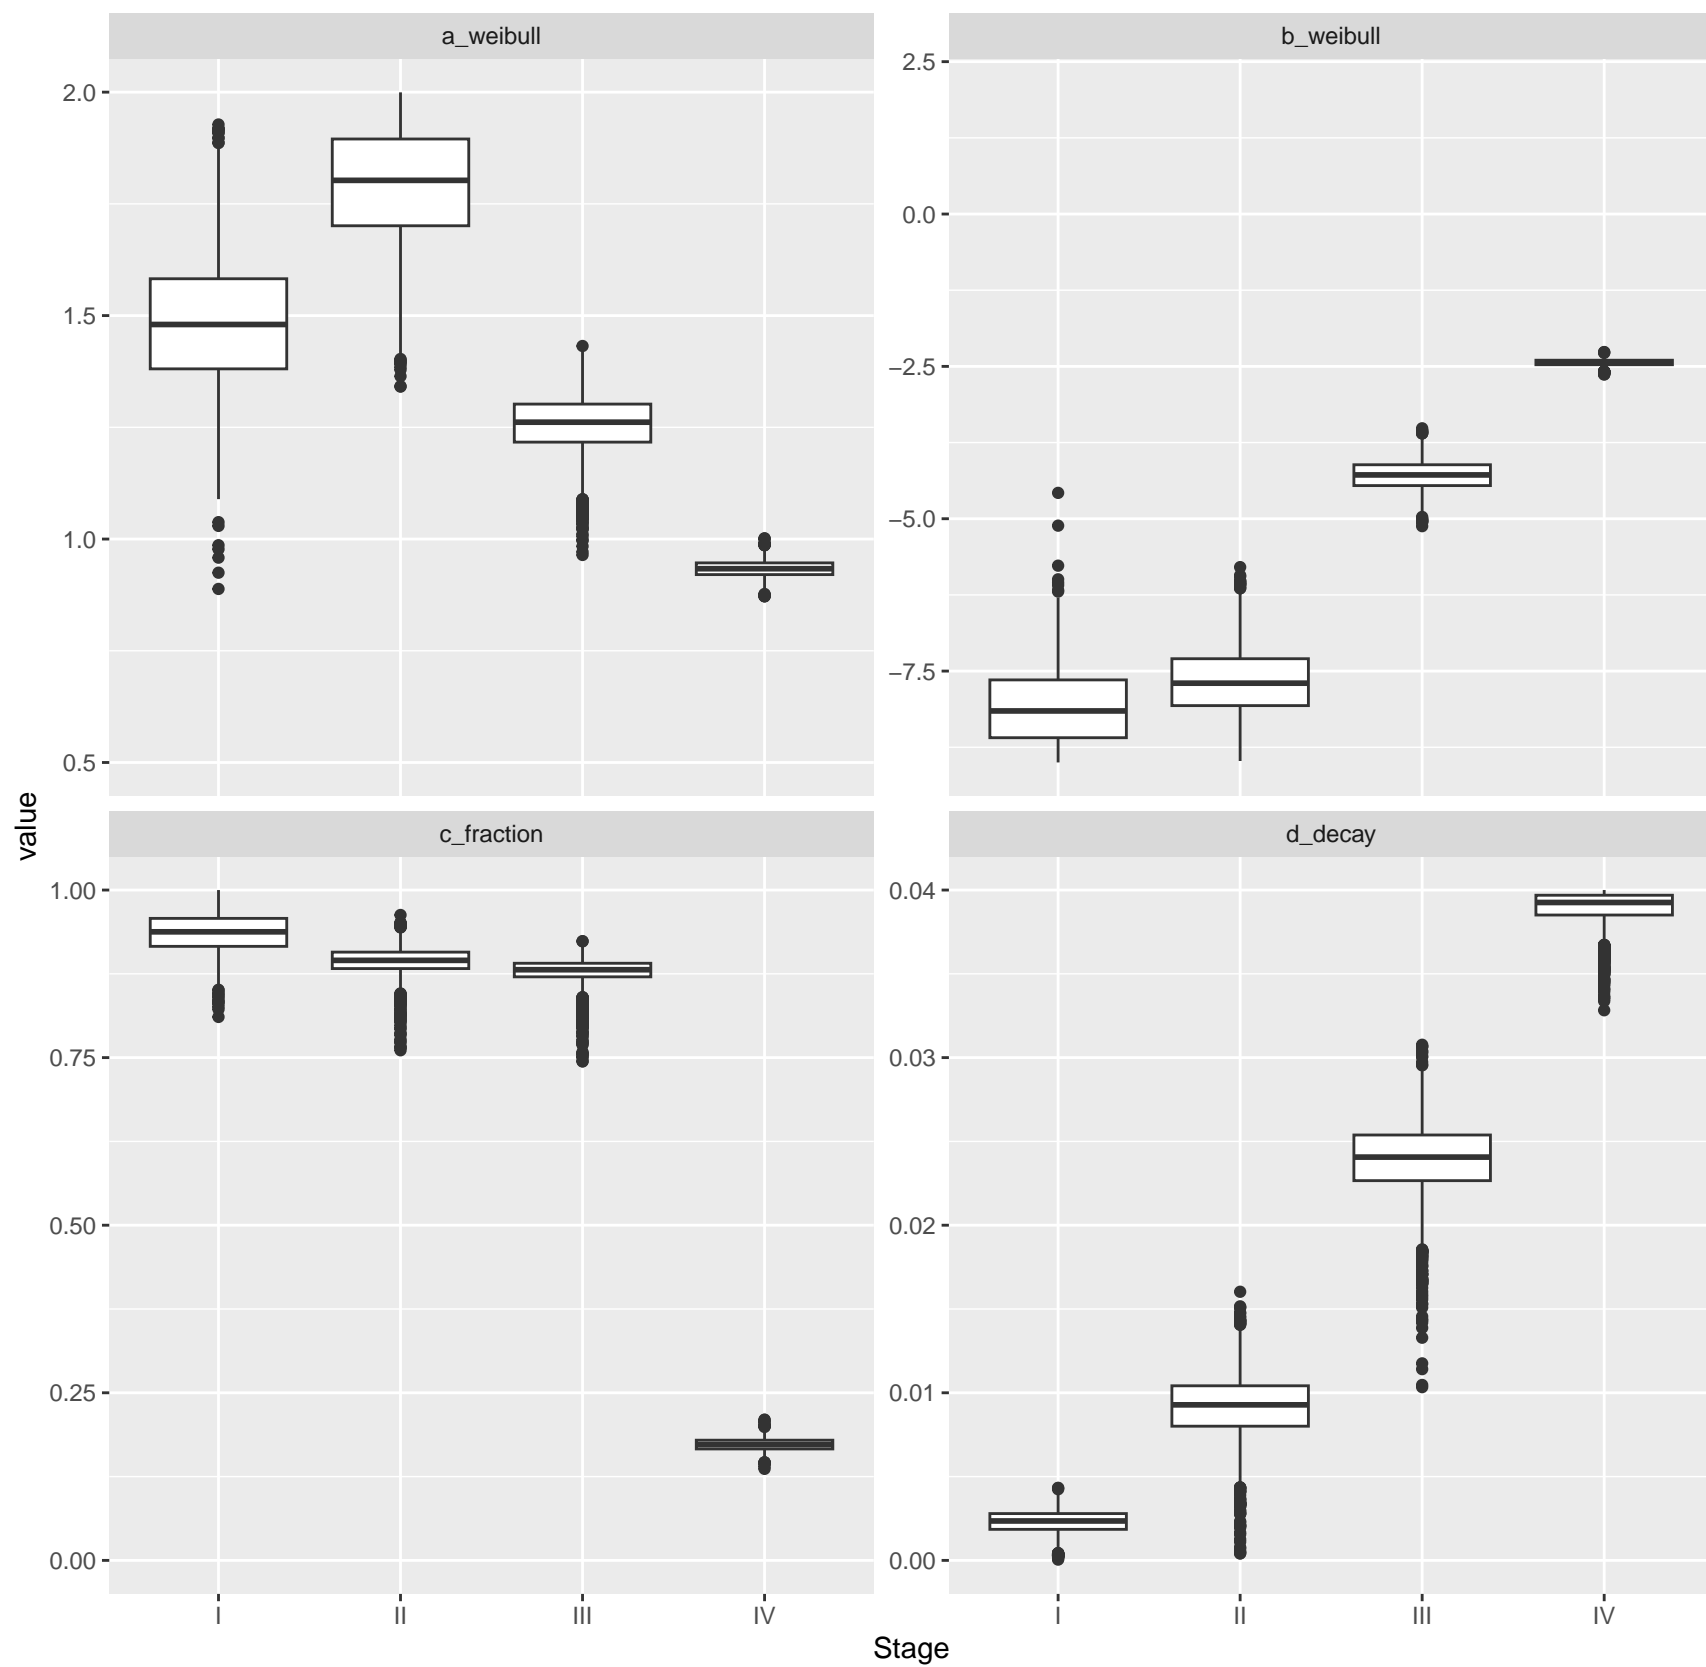 a_weibull
b_weibull
2.0
1.5
1.0
0.5
2.5
0.0
−2.5
−5.0
−7.5
value
c_fraction
d_decay
1.00
0.75
0.50
0.25
0.00
0.04
0.03
0.02
0.01
0.00
I II III IV
I II III IV
Stage